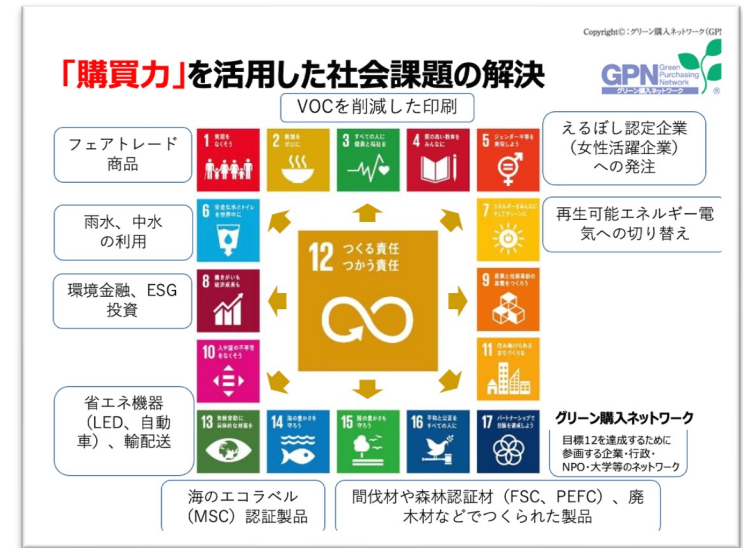 Copyright©:グリーン購入ネットワーク(GP
「購買力」を活用した社会課題の解決
GPN Green
Purchasing
Network
グリーン購入ネットワーク
®
VOCを削減した印刷
フェアトレード
商品
1 貧困を
なくそう
2 飢餓を
ゼロに
3 すべての人に
健康と福祉を
4 質の高い教育を
みんなに
5 ジェンダー平等を
実現しよう
えるぼし認定企業
(女性活躍企業)
への発注
雨水、中水
の利用
6 安全な水とトイレ
を世界中に
7 エネルギーをみんなに
そしてクリーンに
再生可能エネルギー電
気への切り替え
12 つくる責任
つかう責任
環境金融、ESG
投資
8 働きがいも
経済成長も
9 産業と技術革新の
基盤をつくろう
10 人や国の不平等
をなくそう
11 住み続けられる
まちづくりを
省エネ機器
(LED、自動
車)、輸配送
13 気候変動に
具体的な対策を
14 海の豊かさを
守ろう
15 陸の豊かさも
守ろう
16 平和と公正を
すべての人に
17 パートナーシップで
目標を達成しよう
グリーン購入ネットワーク
目標12を達成するために
参画する企業・行政・
NPO・大学等のネットワーク
海のエコラベル
(MSC)認証製品
間伐材や森林認証材(FSC、PEFC)、廃
木材などでつくられた製品